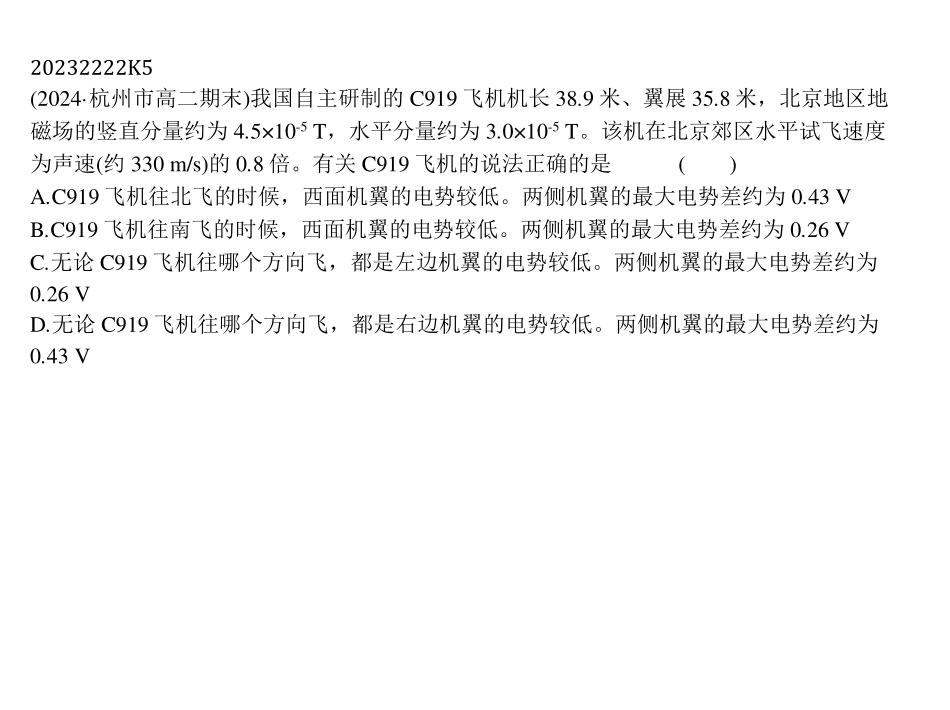 20232222K5
(2024·杭州市高二期末)我国自主研制的 C919 飞机机长 38.9 米、翼展 35.8 米，北京地区地
磁场的竖直分量约为 4.5×10⁻⁵ T，水平分量约为 3.0×10⁻⁵ T。该机在北京郊区水平试飞速度
为声速(约 330 m/s)的 0.8 倍。有关 C919 飞机的说法正确的是 ( )
A.C919 飞机往北飞的时候，西面机翼的电势较低。两侧机翼的最大电势差约为 0.43 V
B.C919 飞机往南飞的时候，西面机翼的电势较低。两侧机翼的最大电势差约为 0.26 V
C.无论 C919 飞机往哪个方向飞，都是左边机翼的电势较低。两侧机翼的最大电势差约为
0.26 V
D.无论 C919 飞机往哪个方向飞，都是右边机翼的电势较低。两侧机翼的最大电势差约为
0.43 V